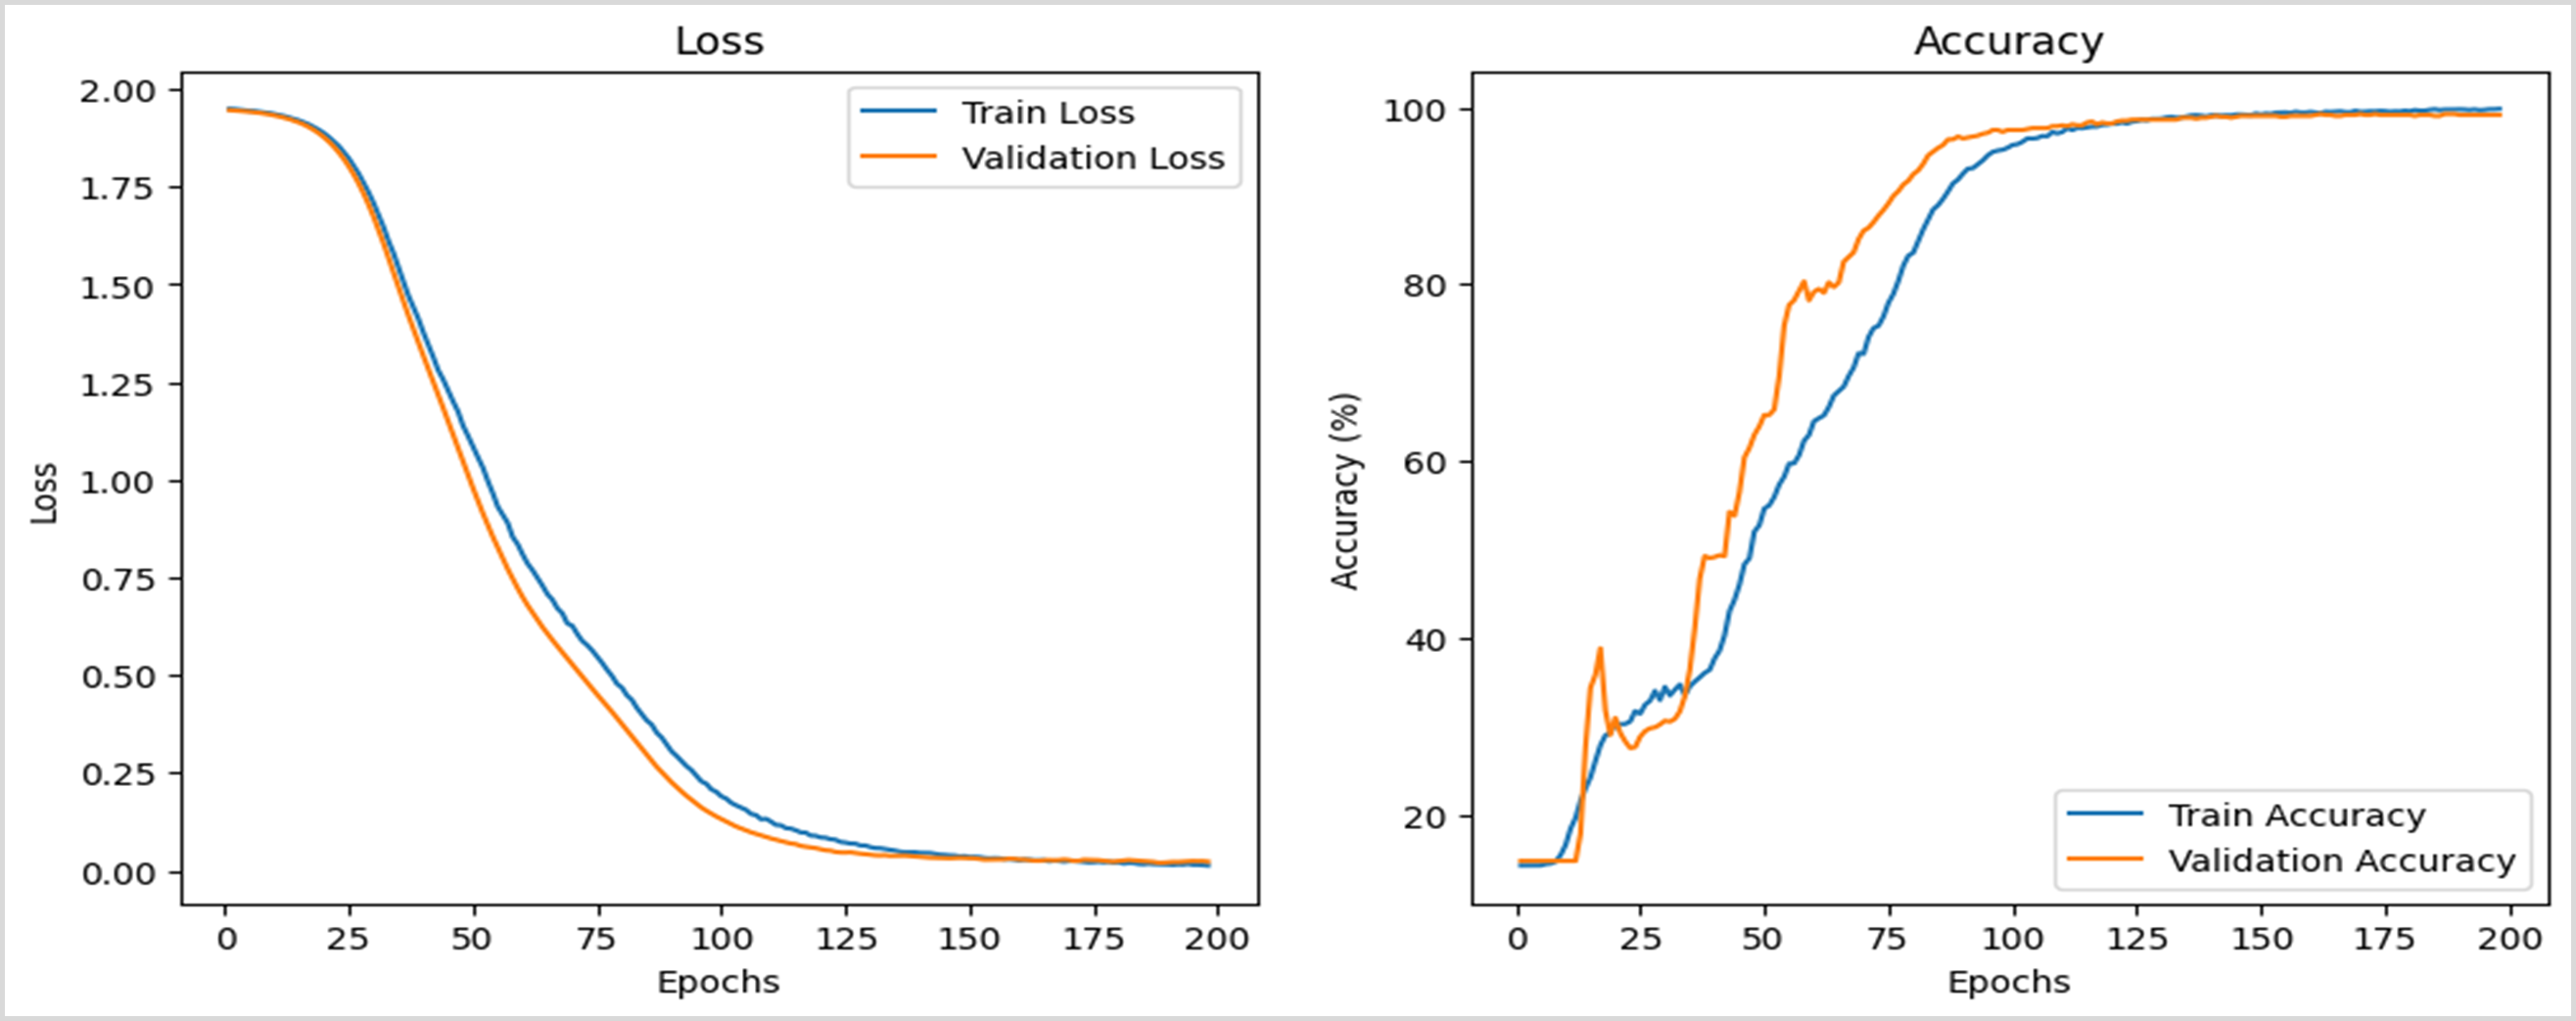 Loss
2.00
1.75
1.50
1.25
1.00
0.75
0.50
0.25
0.00
Loss
Train Loss
Validation Loss
0 25 50 75 100 125 150 175 200
Epochs
Accuracy
100
80
60
40
20
Accuracy (%)
Train Accuracy
Validation Accuracy
0 25 50 75 100 125 150 175 200
Epochs